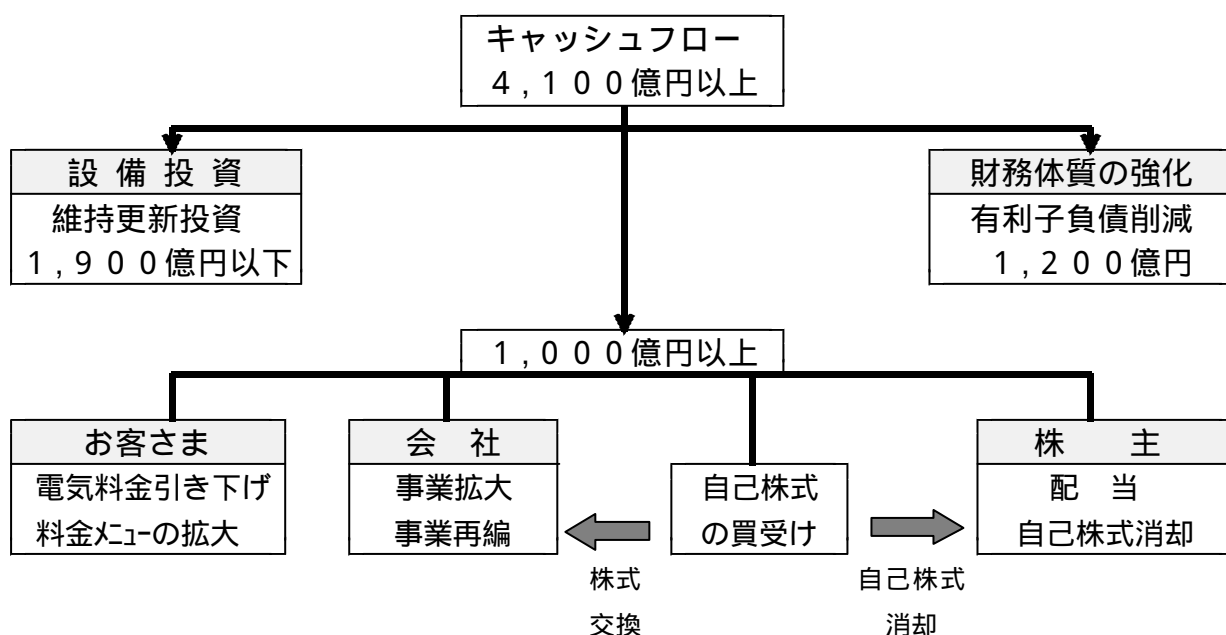 キャッシュフロー
４,１００億円以上
設 備 投 資
維持更新投資
１,９００億円以下
財務体質の強化
有利子負債削減
１,２００億円
１,０００億円以上
お客さま
電気料金引き下げ
料金ﾒﾆｭｰの拡大
会　社
事業拡大
事業再編
自己株式
の買受け
株　主
配　当
自己株式消却
株式
交換
自己株式
消却